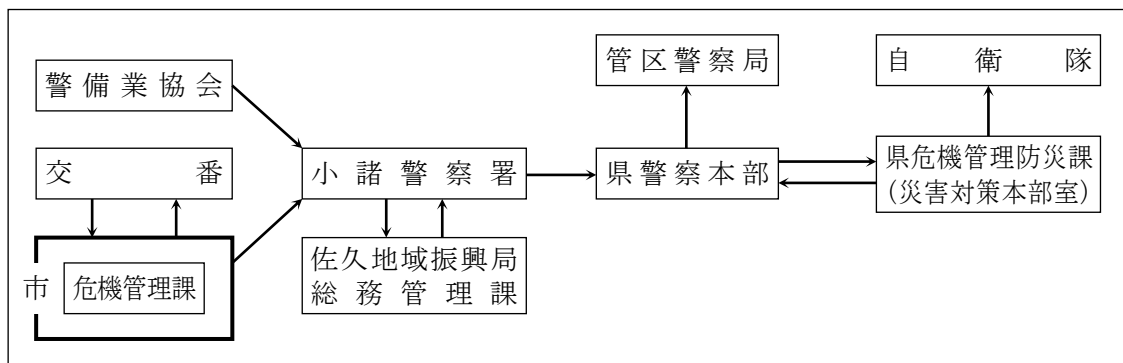 管区警察局
自衛隊
警備業協会
交番
小諸警察署
県警察本部
県危機管理防災課
(災害対策本部室)
佐久地域振興局
総務管理課
市
危機管理課